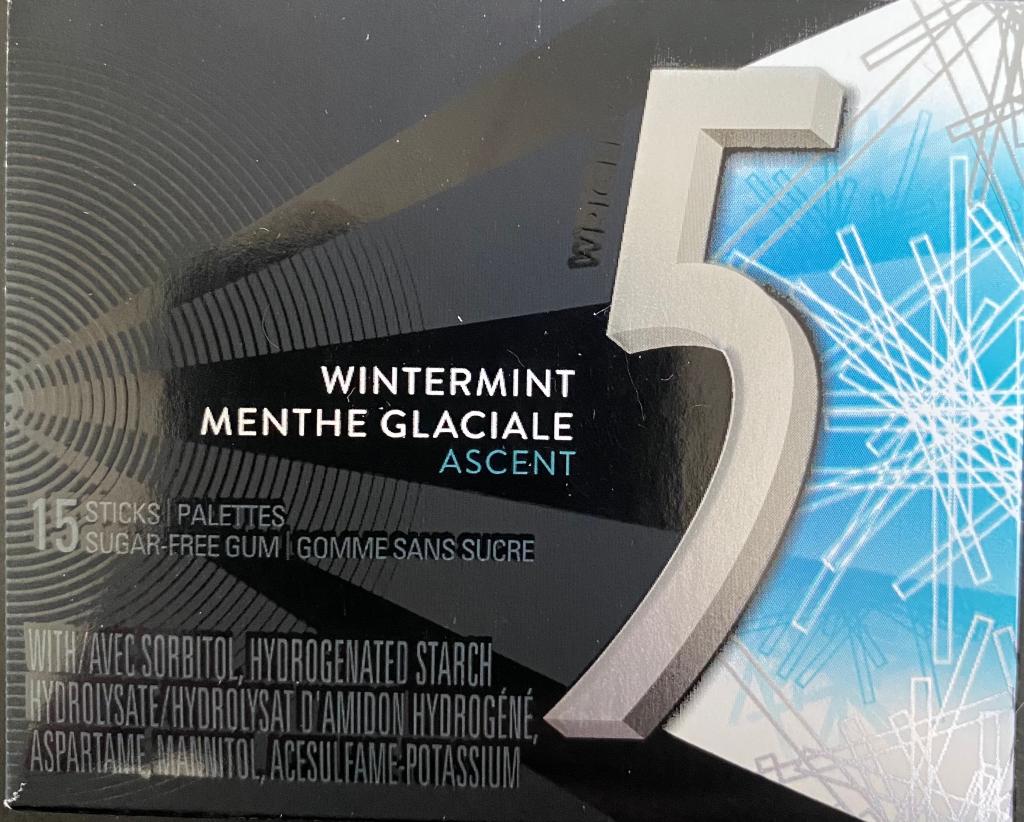 5
WINTERMINT
MENTHE GLACIALE
ASCENT
15 STICKS | PALETTES
SUGAR-FREE GUM | GOMME SANS SUCRE
WITH/AVEC SORBITOL, HYDROGENATED STARCH
HYDROLYSATE/HYDROLYSAT D'AMIDON HYDROGÉNÉ,
ASPARTAME, MANNITOL, ACESULFAME-POTASSIUM